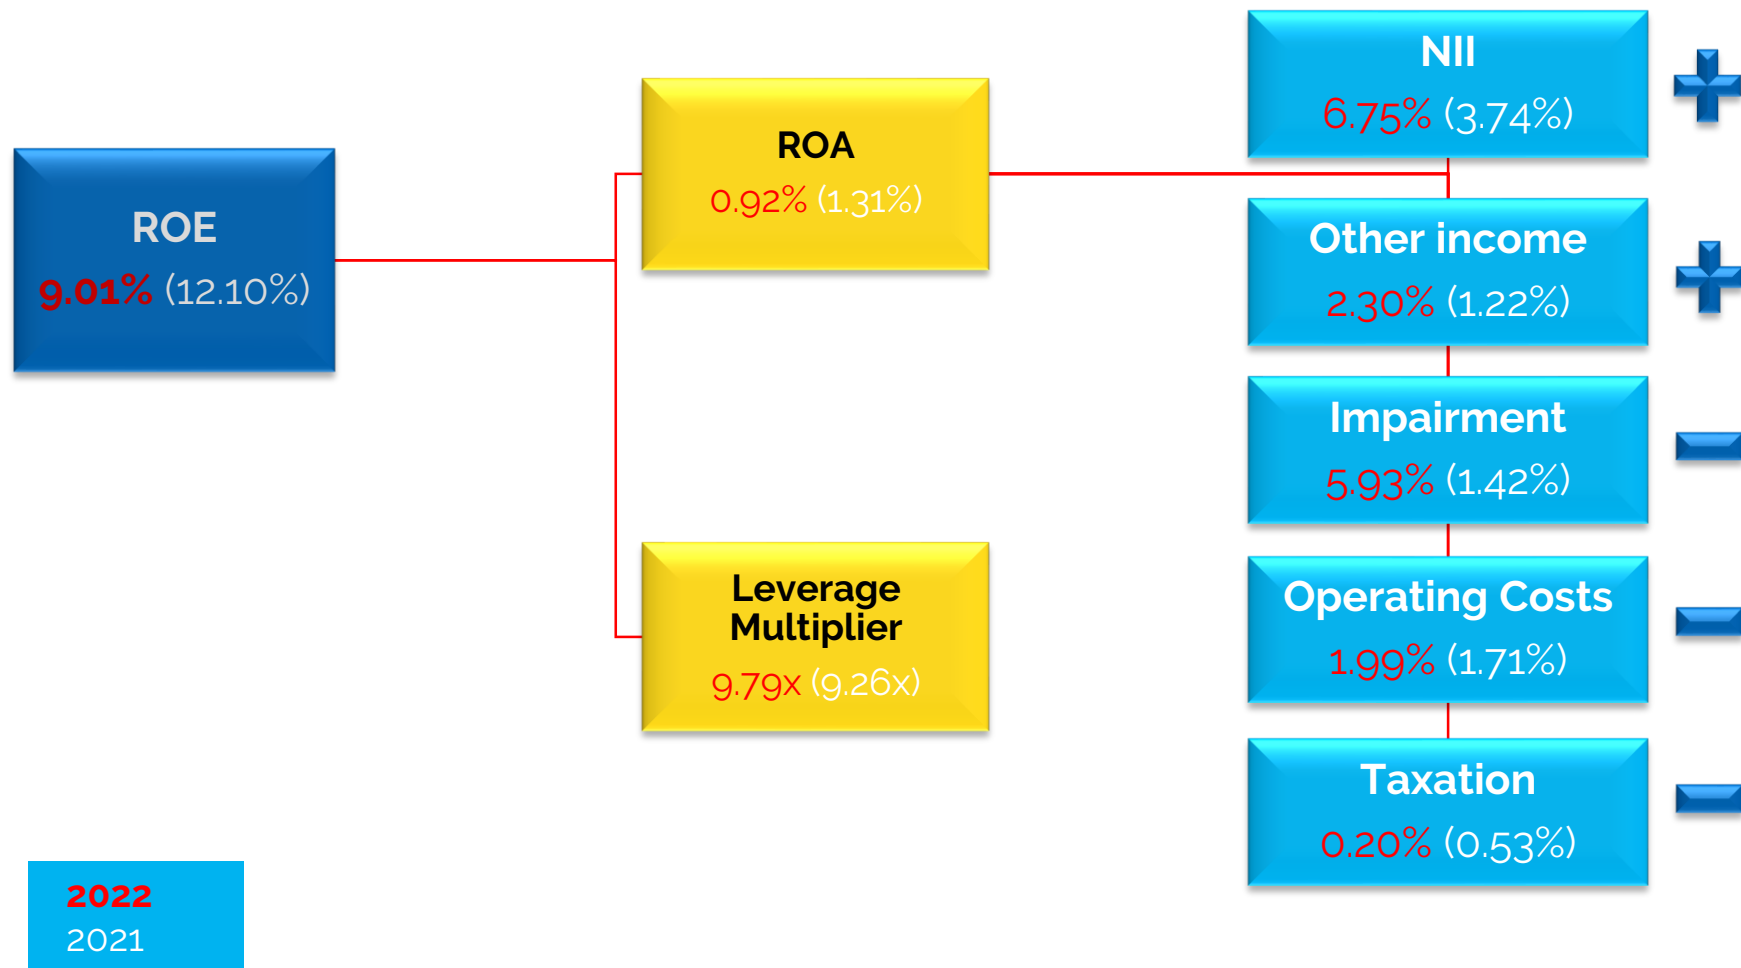 ROE
9.01% (12.10%)
ROA
0.92% (1.31%)
Leverage
Multiplier
9.79x (9.26x)
NII
6.75% (3.74%)
Other income
2.30% (1.22%)
Impairment
5.93% (1.42%)
Operating Costs
1.99% (1.71%)
Taxation
0.20% (0.53%)
2022
2021